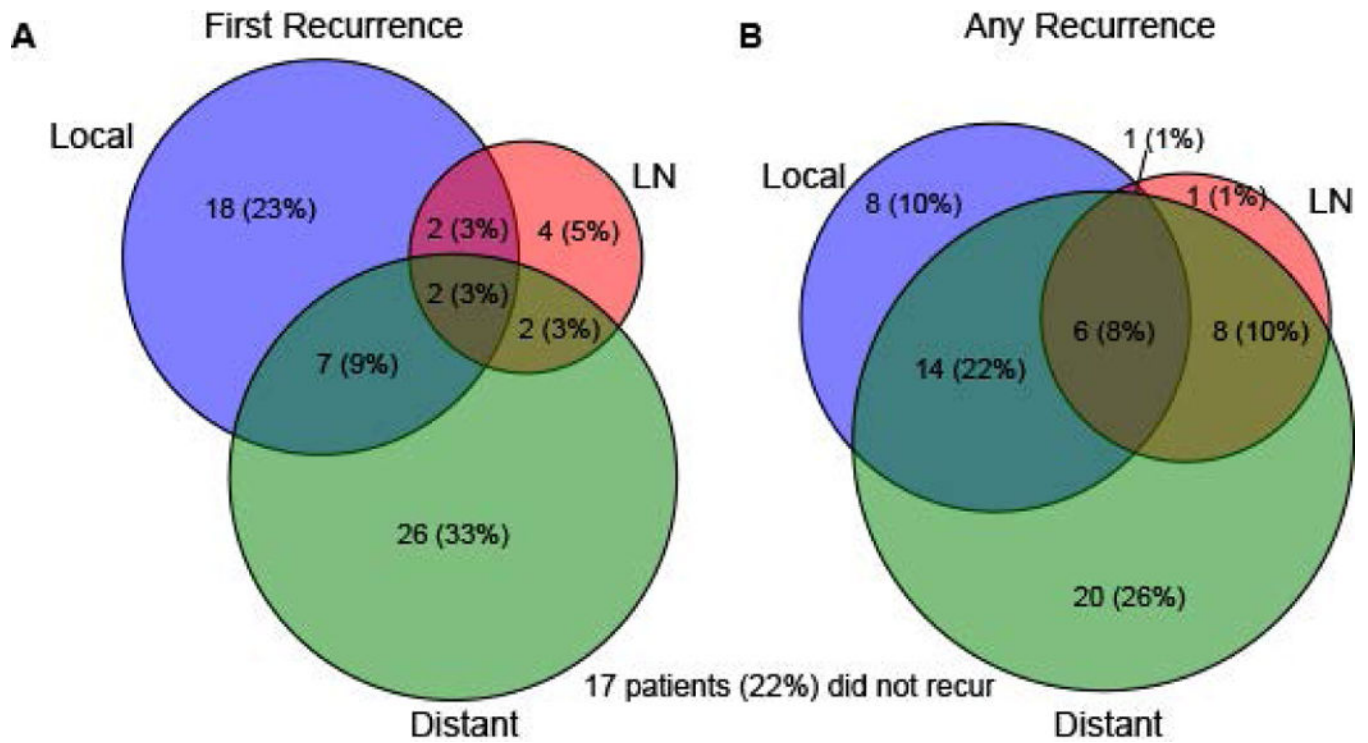 A
First Recurrence
Local
LN
18 (23%)
2 (3%)
4 (5%)
2 (3%)
2 (3%)
7 (9%)
26 (33%)
Distant
B
Any Recurrence
1 (1%)
Local
LN
8 (10%)
1 (1%)
6 (8%)
8 (10%)
14 (22%)
20 (26%)
17 patients (22%) did not recur
Distant